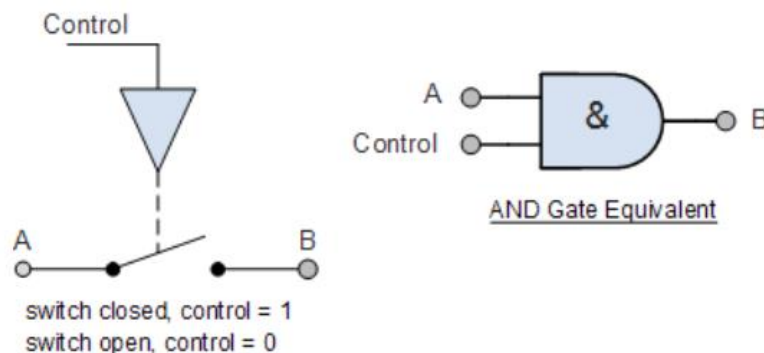 Control
A
B
switch closed, control = 1
switch open, control = 0
A
Control
&
B
AND Gate Equivalent